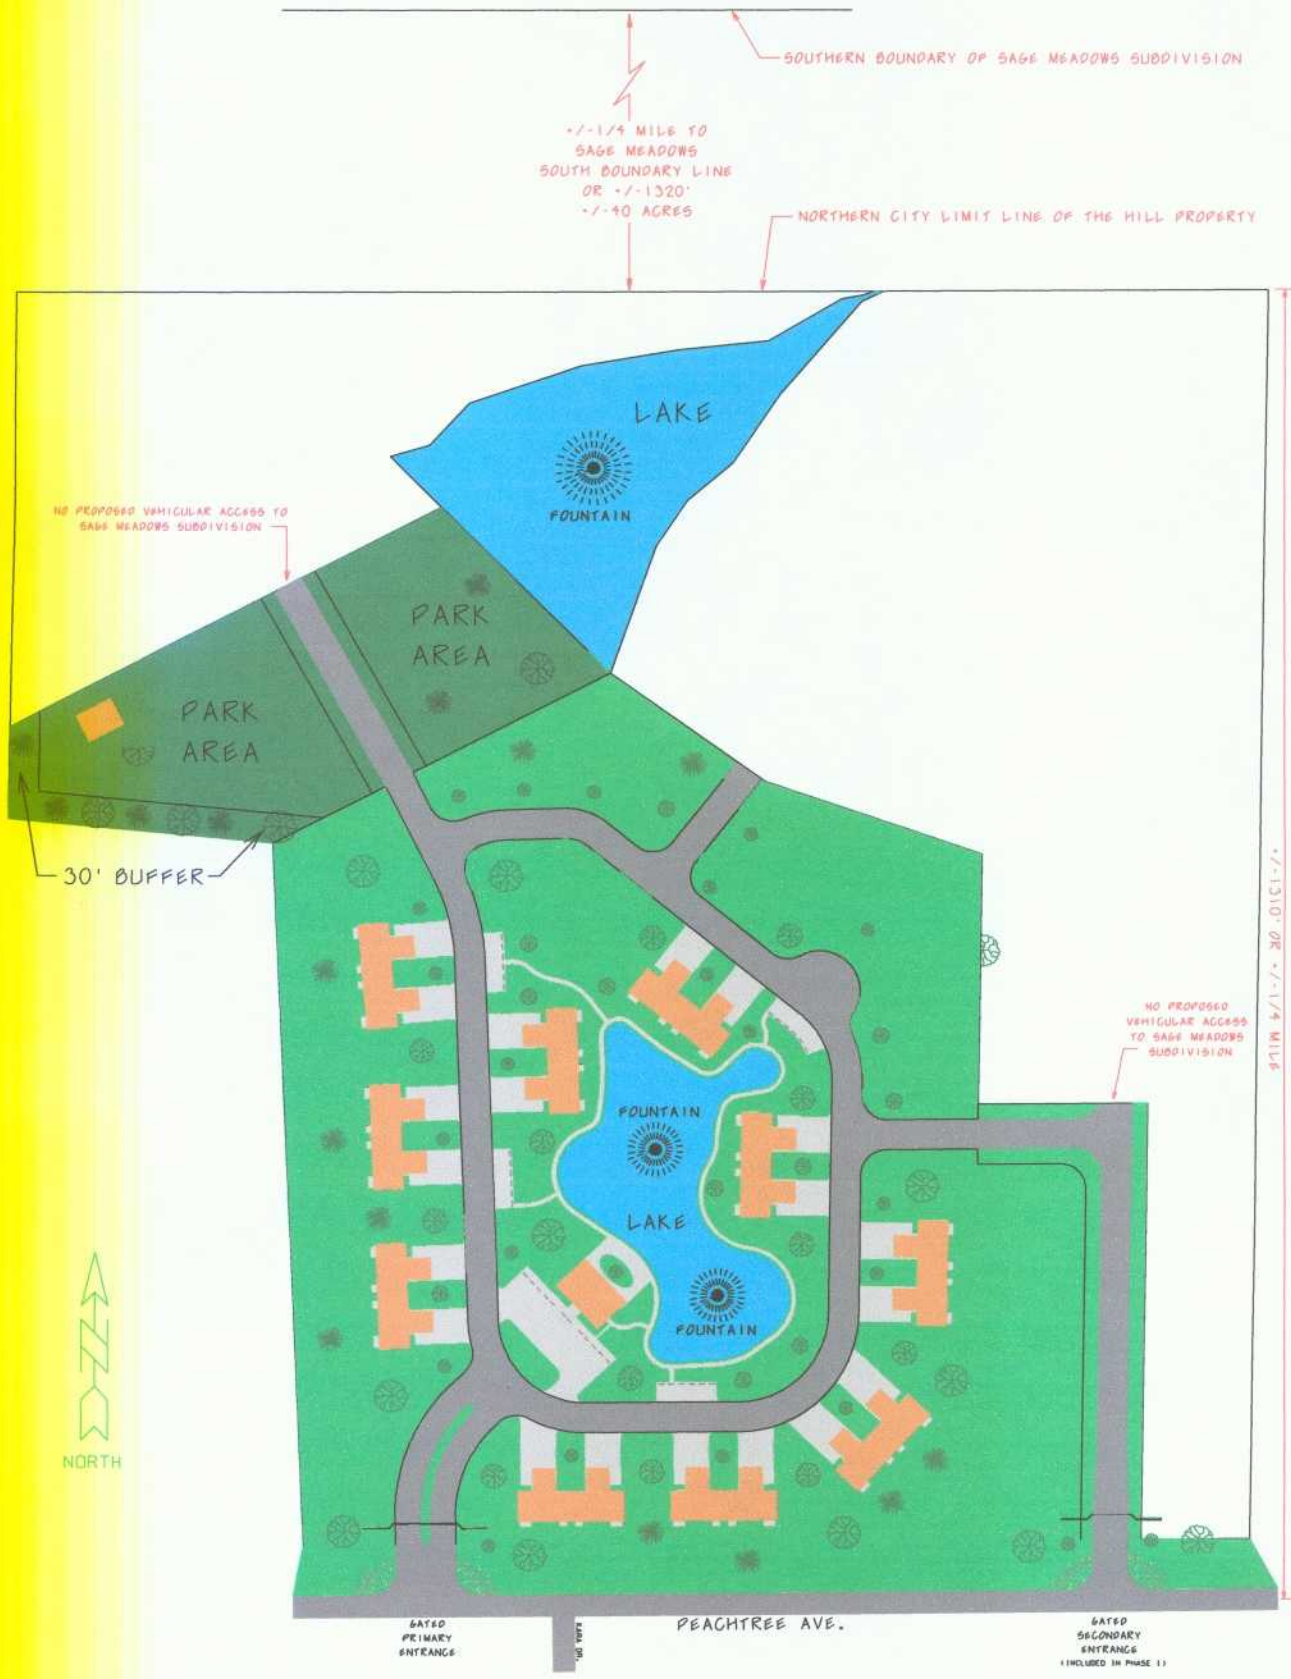 SOUTHERN BOUNDARY OF SAGE MEADOWS SUBDIVISION
+/-1/4 MILE TO
SAGE MEADOWS
SOUTH BOUNDARY LINE
OR +/-1320'
+/-40 ACRES
NORTHERN CITY LIMIT LINE OF THE HILL PROPERTY
LAKE
FOUNTAIN
NO PROPOSED VEHICULAR ACCESS TO
SAGE MEADOWS SUBDIVISION
PARK
AREA
PARK
AREA
30' BUFFER
+/-1310' OR +/-1/4 MILE
NO PROPOSED
VEHICULAR ACCESS
TO SAGE MEADOWS
SUBDIVISION
FOUNTAIN
LAKE
FOUNTAIN
N
NORTH
GATED
PRIMARY
ENTRANCE
KARA DR.
PEACHTREE AVE.
GATED
SECONDARY
ENTRANCE
(INCLUDED IN PHASE 1)